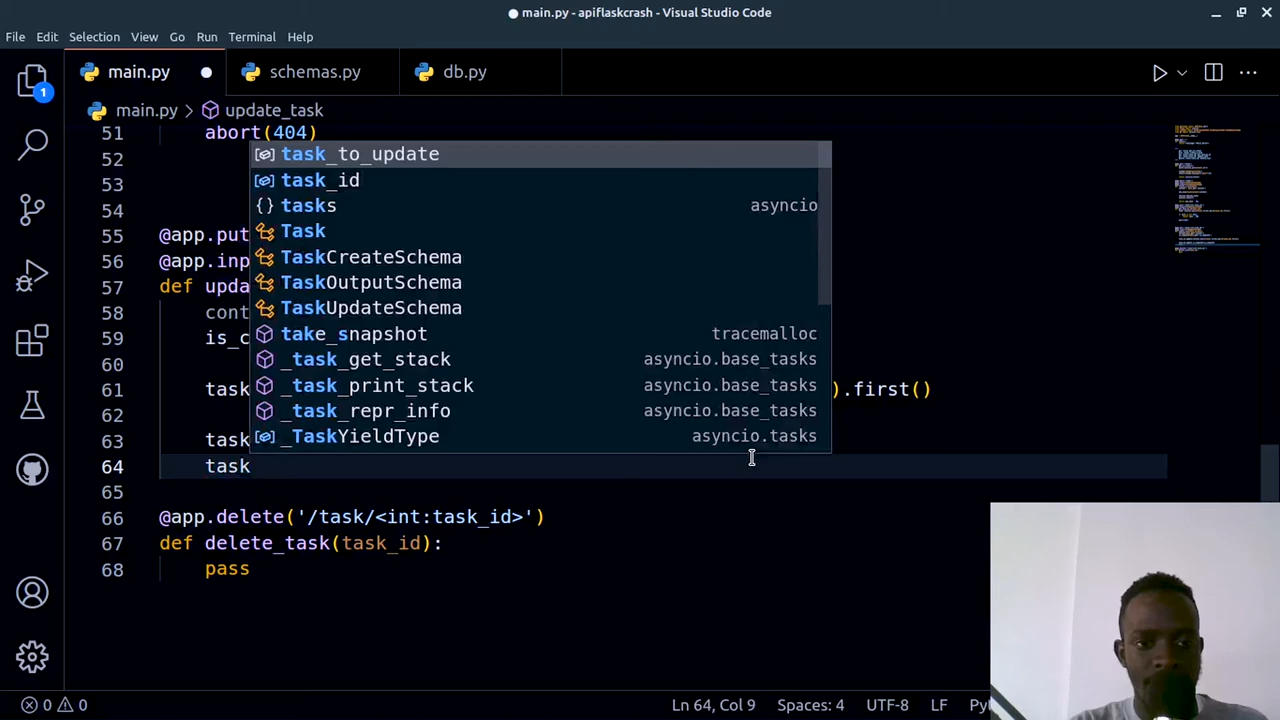 main.py - apiflaskcrash - Visual Studio Code
File Edit Selection View Go Run Terminal Help
main.py schemas.py db.py
main.py > update_task
51 abort(404)
52 task_to_update
53 task_id
tasks asyncio
54
Task
55 @app.put
56 @app.inp TaskCreateSchema
57 def upda TaskOutputSchema
58 cont TaskUpdateSchema
59 is_c take_snapshot tracemalloc
60 _task_get_stack asyncio.base_tasks
61 task _task_print_stack asyncio.base_tasks ).first()
62 _task_repr_info asyncio.base_tasks
63 task _TaskYieldType asyncio.tasks
64 task
65
66 @app.delete('/task/<int:task_id>')
67 def delete_task(task_id):
68 pass
1
0 0 Ln 64, Col 9 Spaces: 4 UTF-8 LF